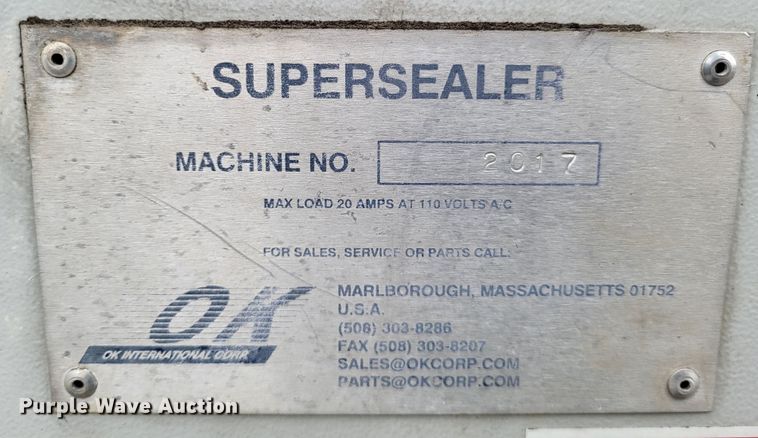 SUPERSEALER
MACHINE NO. 2017
MAX LOAD 20 AMPS AT 110 VOLTS A/C
FOR SALES, SERVICE OR PARTS CALL:
OK
OK INTERNATIONAL CORP.
MARLBOROUGH, MASSACHUSETTS 01752
U.S.A.
(508) 303-8286
FAX (508) 303-8207
SALES@OKCORP.COM
PARTS@OKCORP.COM
Purple Wave Auction